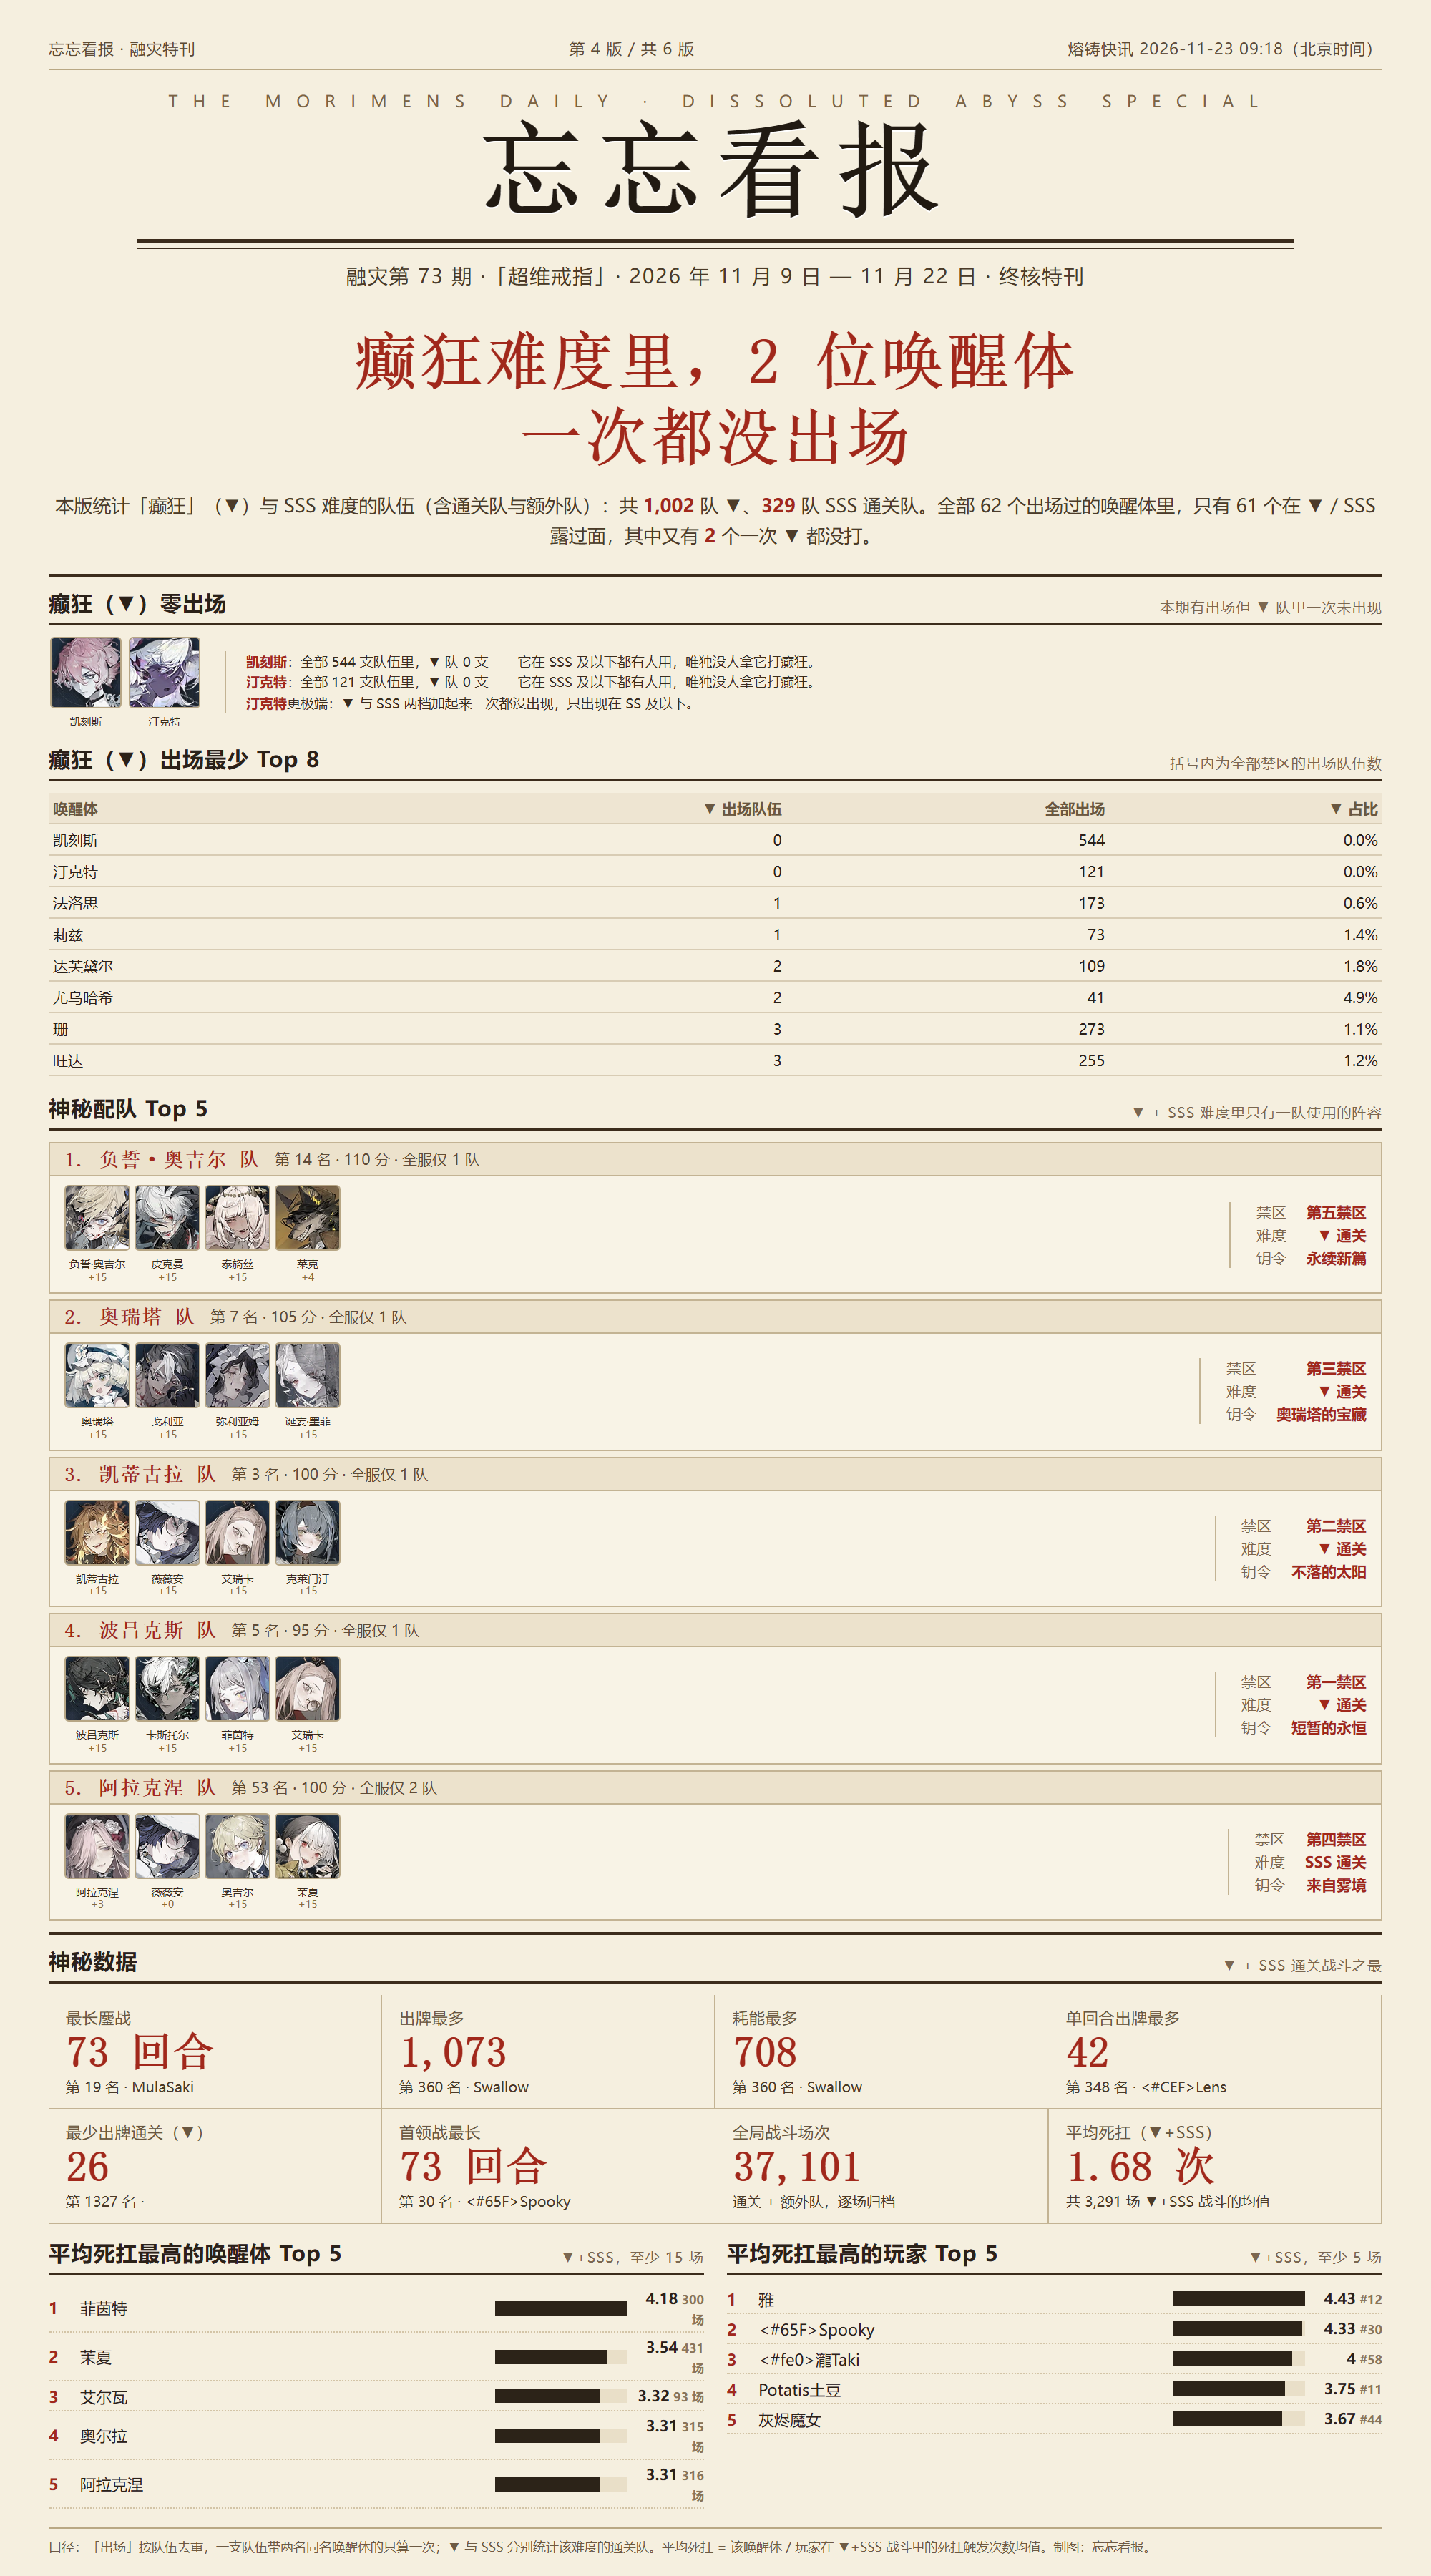 忘忘看报 · 融灾特刊
第 4 版 / 共 6 版
熔铸快讯 2026-11-23 09:18（北京时间）
THE MORIMENS DAILY · DISSOLUTED ABYSS SPECIAL
忘忘看报
融灾第 73 期 ·「超维戒指」· 2026 年 11 月 9 日 — 11 月 22 日 · 终核特刊
癫狂难度里，2 位唤醒体
一次都没出场
本版统计「癫狂」（▼）与 SSS 难度的队伍（含通关队与额外队）：共 1,002 队 ▼、329 队 SSS 通关队。全部 62 个出场过的唤醒体里，只有 61 个在 ▼ / SSS
露过面，其中又有 2 个一次 ▼ 都没打。
癫狂（▼）零出场
本期有出场但 ▼ 队里一次未出现
凯刻斯
汀克特
凯刻斯：全部 544 支队伍里，▼ 队 0 支——它在 SSS 及以下都有人用，唯独没人拿它打癫狂。
汀克特：全部 121 支队伍里，▼ 队 0 支——它在 SSS 及以下都有人用，唯独没人拿它打癫狂。
汀克特更极端：▼ 与 SSS 两档加起来一次都没出现，只出现在 SS 及以下。
癫狂（▼）出场最少 Top 8
括号内为全部禁区的出场队伍数
唤醒体 ▼ 出场队伍 全部出场 ▼ 占比
凯刻斯 0 544 0.0%
汀克特 0 121 0.0%
法洛思 1 173 0.6%
莉兹 1 73 1.4%
达芙黛尔 2 109 1.8%
尤乌哈希 2 41 4.9%
珊 3 273 1.1%
旺达 3 255 1.2%
神秘配队 Top 5
▼ + SSS 难度里只有一队使用的阵容
1. 负誓·奥吉尔 队 第 14 名 · 110 分 · 全服仅 1 队
负誓·奥吉尔 皮克曼 泰旖丝 莱克
+15 +15 +15 +4
禁区 第五禁区
难度 ▼ 通关
钥令 永续新篇
2. 奥瑞塔 队 第 7 名 · 105 分 · 全服仅 1 队
奥瑞塔 戈利亚 弥利亚姆 诞妄·墨菲
+15 +15 +15 +15
禁区 第三禁区
难度 ▼ 通关
钥令 奥瑞塔的宝藏
3. 凯蒂古拉 队 第 3 名 · 100 分 · 全服仅 1 队
凯蒂古拉 薇薇安 艾瑞卡 克莱门汀
+15 +15 +15 +15
禁区 第二禁区
难度 ▼ 通关
钥令 不落的太阳
4. 波吕克斯 队 第 5 名 · 95 分 · 全服仅 1 队
波吕克斯 卡斯托尔 菲茵特 艾瑞卡
+15 +15 +15 +15
禁区 第一禁区
难度 ▼ 通关
钥令 短暂的永恒
5. 阿拉克涅 队 第 53 名 · 100 分 · 全服仅 2 队
阿拉克涅 薇薇安 奥吉尔 茉夏
+3 +0 +15 +15
禁区 第四禁区
难度 SSS 通关
钥令 来自雾境
神秘数据
▼ + SSS 通关战斗之最
最长鏖战
73 回合
第 19 名 · MulaSaki
出牌最多
1,073
第 360 名 · Swallow
耗能最多
708
第 360 名 · Swallow
单回合出牌最多
42
第 348 名 · <#CEF>Lens
最少出牌通关（▼）
26
第 1327 名 ·
首领战最长
73 回合
第 30 名 · <#65F>Spooky
全局战斗场次
37,101
通关 + 额外队，逐场归档
平均死扛（▼+SSS）
1.68 次
共 3,291 场 ▼+SSS 战斗的均值
平均死扛最高的唤醒体 Top 5
▼+SSS，至少 15 场
1 菲茵特 4.18 300
场
2 茉夏 3.54 431
场
3 艾尔瓦 3.32 93 场
4 奥尔拉 3.31 315
场
5 阿拉克涅 3.31 316
场
平均死扛最高的玩家 Top 5
▼+SSS，至少 5 场
1 雅 4.43 #12
2 <#65F>Spooky 4.33 #30
3 <#fe0>瀧Taki 4 #58
4 Potatis土豆 3.75 #11
5 灰烬魔女 3.67 #44
口径：「出场」按队伍去重，一支队伍带两名同名唤醒体的只算一次；▼ 与 SSS 分别统计该难度的通关队。平均死扛 = 该唤醒体 / 玩家在 ▼+SSS 战斗里的死扛触发次数均值。制图：忘忘看报。